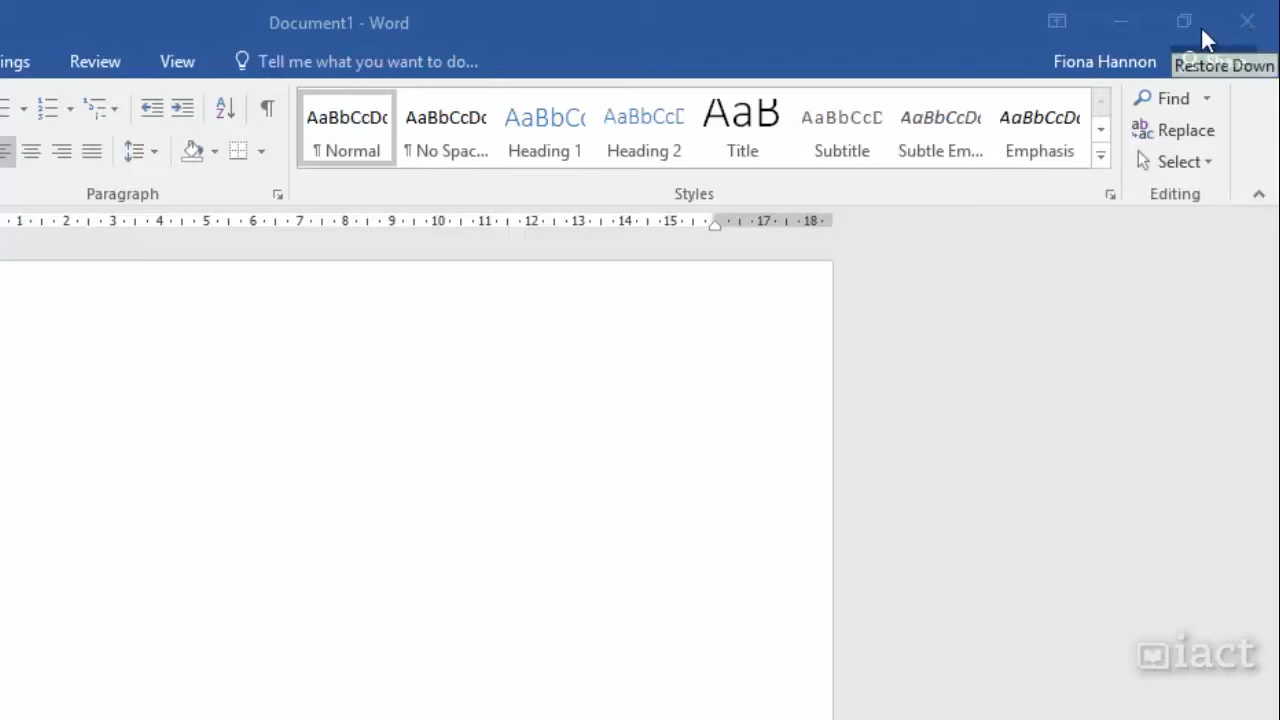 Document1 - Word
ings Review View Tell me what you want to do... Fiona Hannon
Restore Down
AaBbCcDc AaBbCcDc AaBbCc AaBbCcD AaB AaBbCcD AaBbCcDc AaBbCcDc
¶ Normal ¶ No Spac... Heading 1 Heading 2 Title Subtitle Subtle Em... Emphasis
Find
Replace
Select
Paragraph Styles Editing
1 2 3 4 5 6 7 8 9 10 11 12 13 14 15 17 18
iact